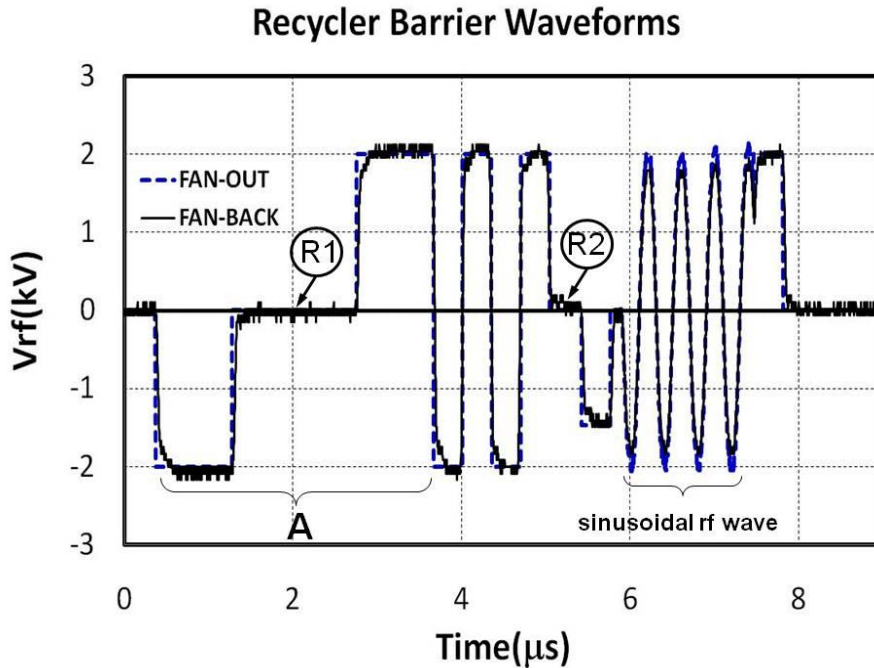 Recycler Barrier Waveforms
3
2
1
0
-1
-2
-3
Vrf(kV)
FAN-OUT
FAN-BACK
R1
R2
A
sinusoidal rf wave
0 2 4 6 8
Time(μs)